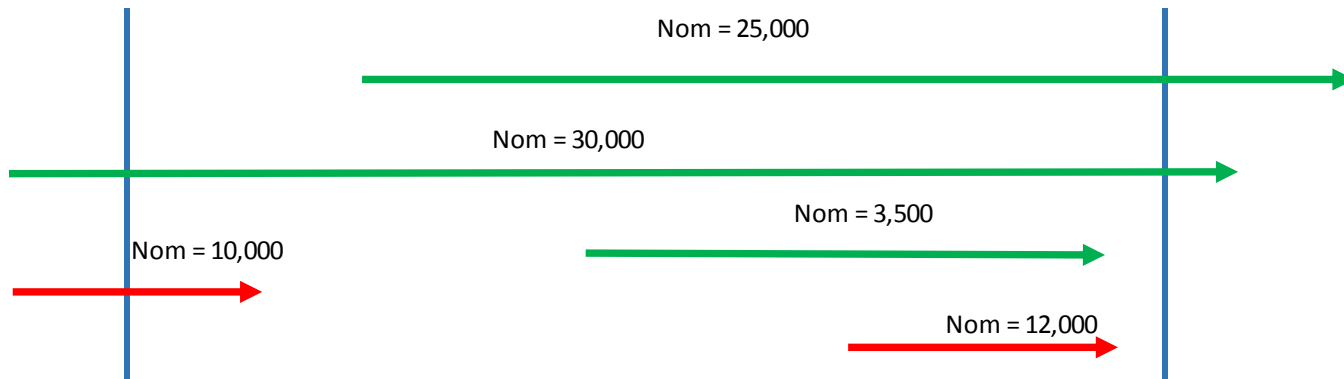 Nom = 25,000
Nom = 30,000
Nom = 3,500
Nom = 10,000
Nom = 12,000